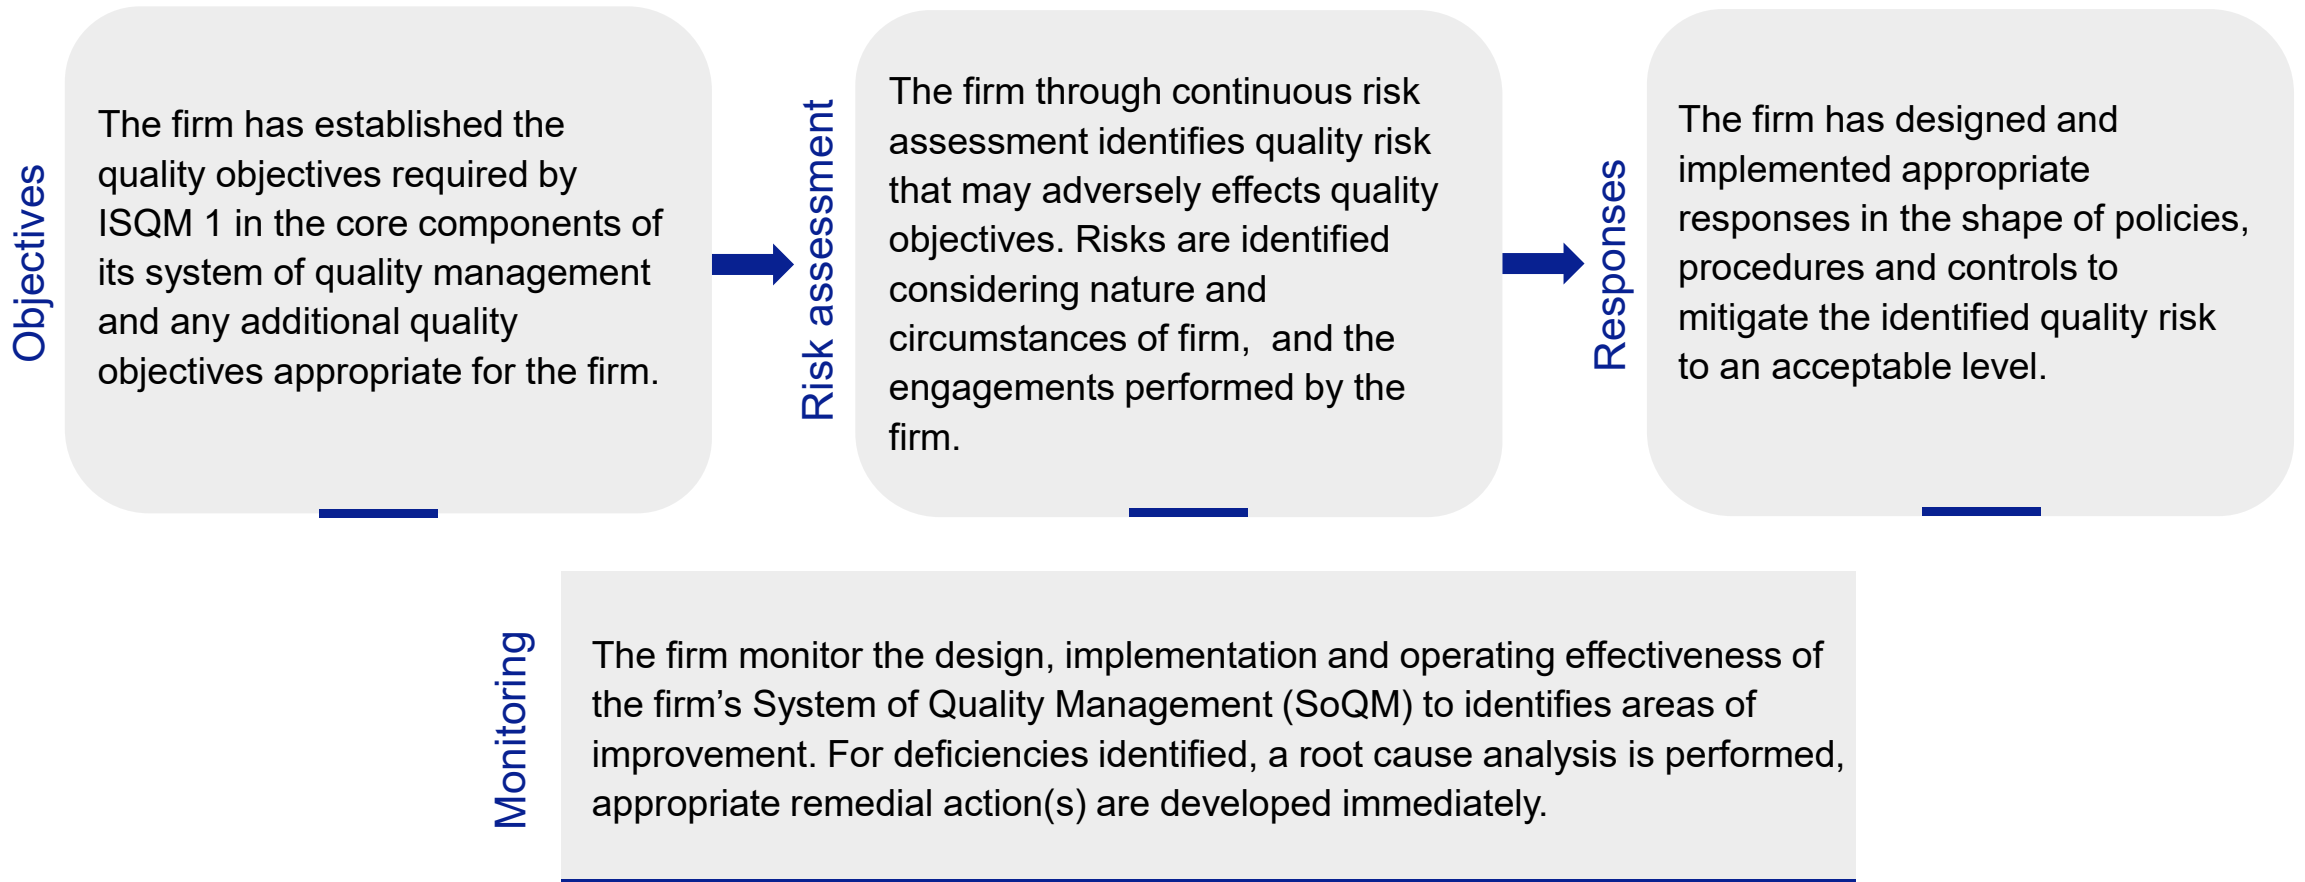 Objectives
The firm has established the
quality objectives required by
ISQM 1 in the core components of
its system of quality management
and any additional quality
objectives appropriate for the firm.
Risk assessment
The firm through continuous risk
assessment identifies quality risk
that may adversely effects quality
objectives. Risks are identified
considering nature and
circumstances of firm,  and the
engagements performed by the
firm.
Responses
The firm has designed and
implemented appropriate
responses in the shape of policies,
procedures and controls to
mitigate the identified quality risk
to an acceptable level.
Monitoring
The firm monitor the design, implementation and operating effectiveness of
the firm’s System of Quality Management (SoQM) to identifies areas of
improvement. For deficiencies identified, a root cause analysis is performed,
appropriate remedial action(s) are developed immediately.